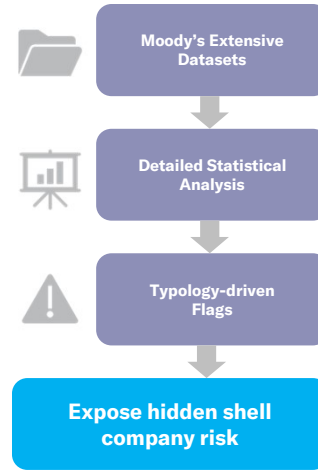 Moody’s Extensive
Datasets
Detailed Statistical
Analysis
Typology-driven
Flags
Expose hidden shell
company risk